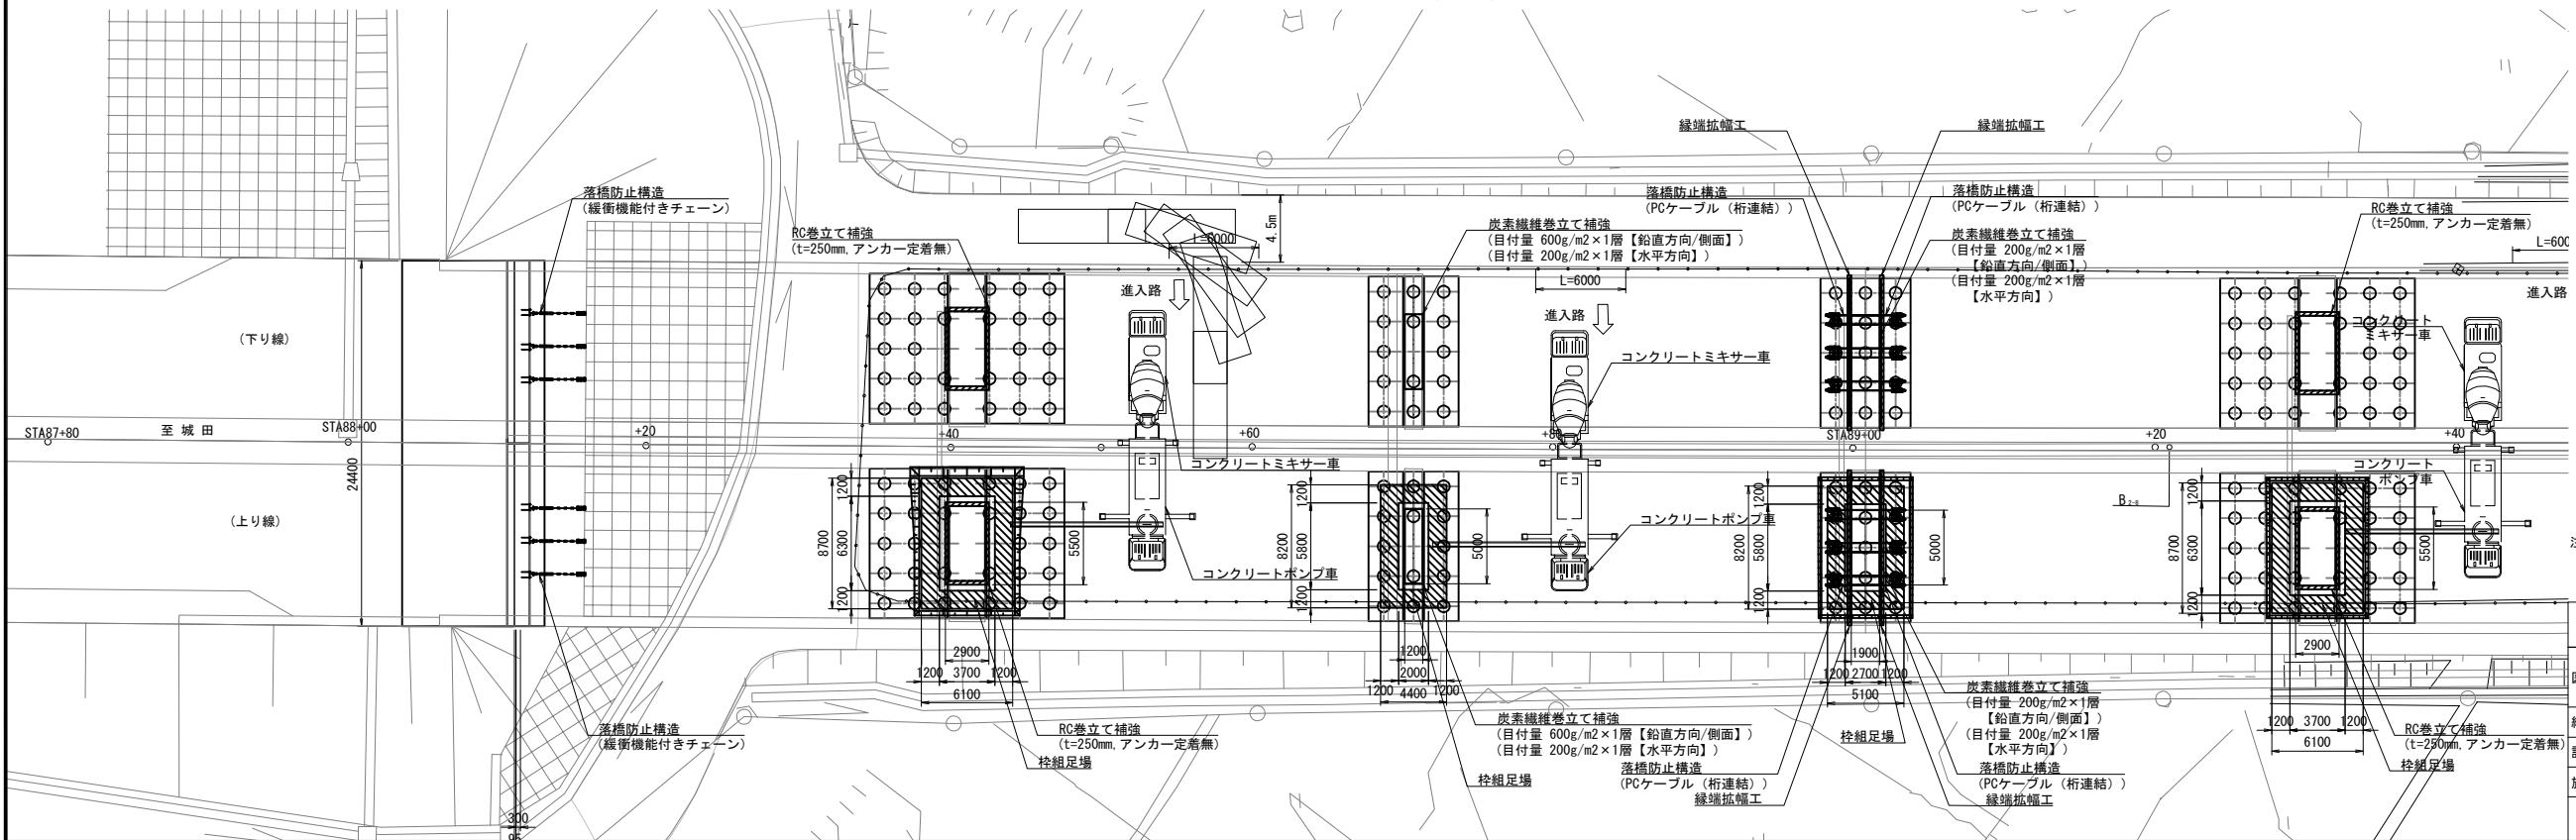 縁端拡幅工
縁端拡幅工
落橋防止構造
(緩衝機能付きチェーン)
RC巻立て補強
(t=250mm, アンカー定着無)
L=6000
4.5m
炭素繊維巻立て補強
(目付量 600g/m2×1層【鉛直方向/側面】)
(目付量 200g/m2×1層【水平方向】)
落橋防止構造
(PCケーブル (桁連結) )
落橋防止構造
(PCケーブル (桁連結) )
炭素繊維巻立て補強
(目付量 200g/m2×1層
【鉛直方向/側面】)
(目付量 200g/m2×1層
【水平方向】)
RC巻立て補強
(t=250mm, アンカー定着無)
L=600
進入路
L=6000
進入路
進入路
(下り線)
コンクリートミキサー車
コンクリート
ミキサー車
STA87+80
至 城 田
STA88+00
+20
+40
+60
+80
STA89+00
+20
+40
24400
コンクリートミキサー車
コンクリート
ポンプ車
B2-8
(上り線)
1200
8700
6300
1200
5500
1200
8200
5800
1200
5000
1200
8200
5800
1200
5000
1200
8700
6300
1200
5500
コンクリートポンプ車
コンクリートポンプ車
2900
1200
3700
1200
6100
1200
2000
1200
4400
1200
1900
1200
2700
1200
5100
2900
1200
3700
1200
6100
落橋防止構造
(緩衝機能付きチェーン)
RC巻立て補強
(t=250mm, アンカー定着無)
枠組足場
炭素繊維巻立て補強
(目付量 600g/m2×1層【鉛直方向/側面】)
(目付量 200g/m2×1層【水平方向】)
枠組足場
落橋防止構造
(PCケーブル (桁連結) )
縁端拡幅工
枠組足場
炭素繊維巻立て補強
(目付量 200g/m2×1層
【鉛直方向/側面】)
(目付量 200g/m2×1層
【水平方向】)
落橋防止構造
(PCケーブル (桁連結) )
縁端拡幅工
RC巻立て補強
(t=250mm, アンカー定着無)
枠組足場
300
95